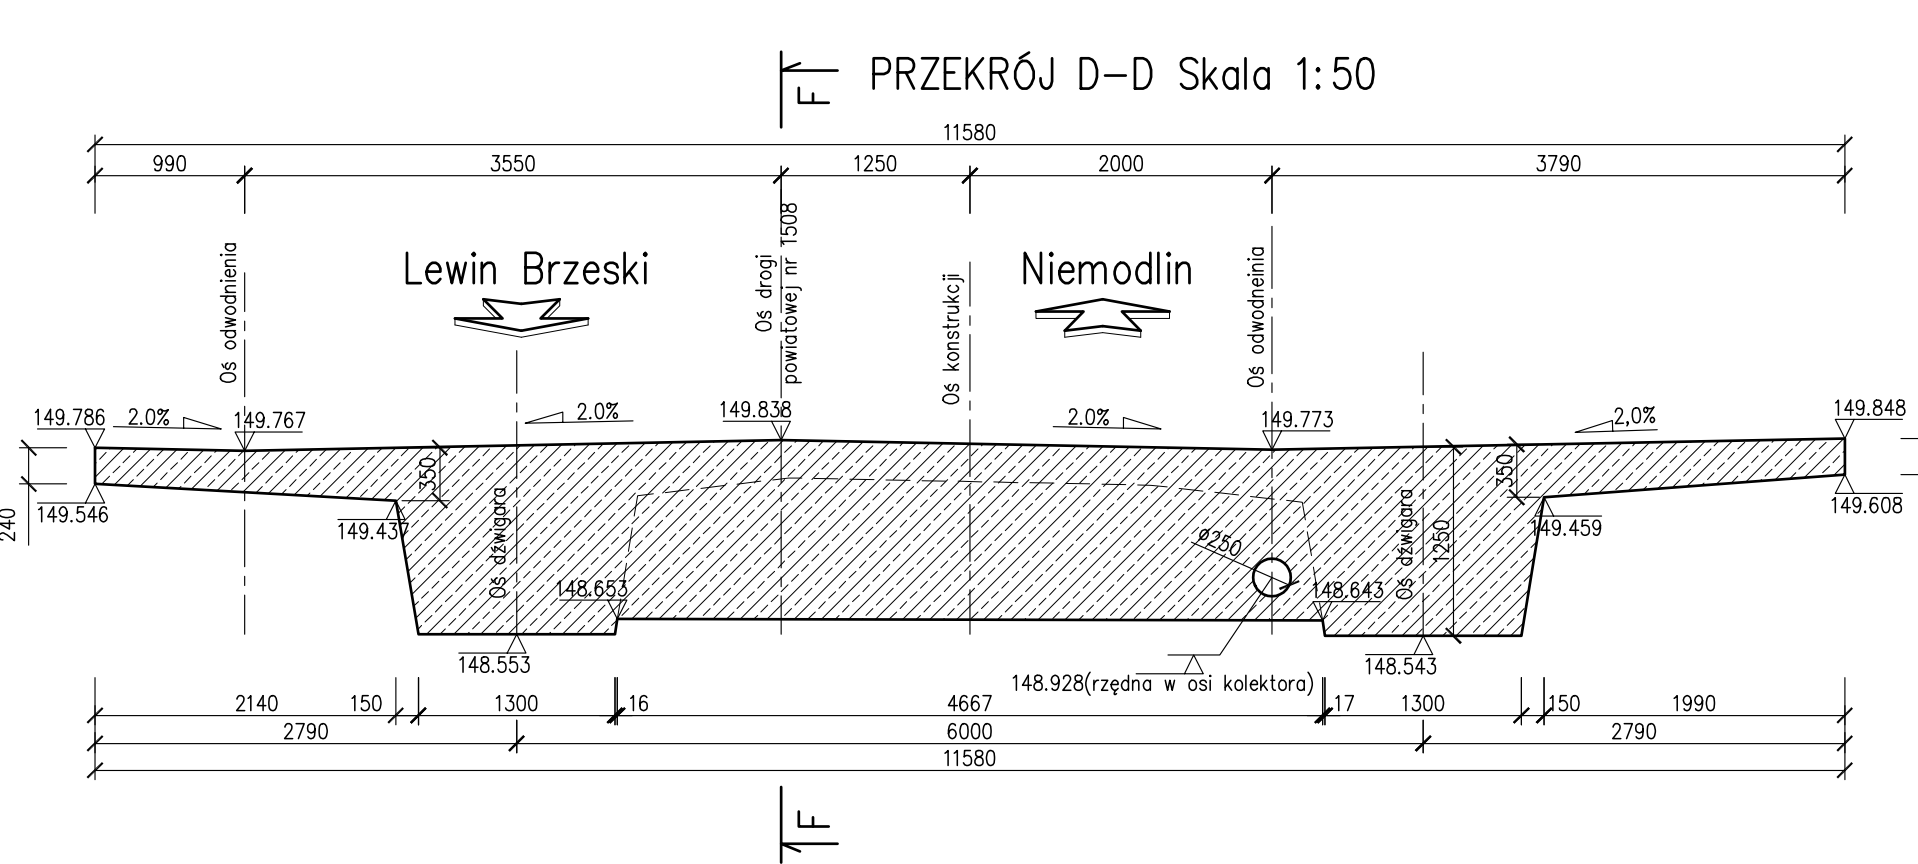 F
PRZEKRÓJ D-D Skala 1:50
11580
990
3550
1250
2000
3790
Oś odwodnienia
Lewin Brzeski
Oś drogi
powiatowej nr 1508
Oś konstrukcji
Niemodlin
Oś odwodneinia
149.786
2.0%
149.767
2.0%
149.838
2.0%
149.773
2,0%
149.848
240
149.546
350
149.437
Oś dźwigara
148.653
ø250
148.643
Oś dźwigara
1250
350
149.459
149.608
148.553
148.543
148.928(rzędna w osi kolektora)
2140
150
1300
16
4667
17
1300
150
1990
2790
6000
2790
11580
F